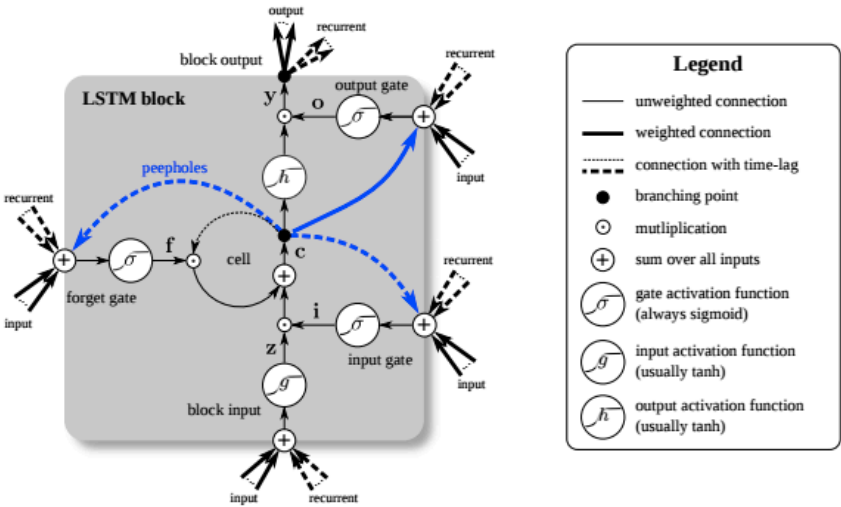 output
recurrent
block output
recurrent
LSTM block
output gate
y
o
σ
+
h
input
peepholes
recurrent
f
cell
c
recurrent
+
σ
+
forget gate
i
σ
+
input
z
input gate
g
input
block input
+
input
recurrent
Legend
unweighted connection
weighted connection
connection with time-lag
branching point
mutliplication
+
sum over all inputs
σ
gate activation function
(always sigmoid)
g
input activation function
(usually tanh)
h
output activation function
(usually tanh)